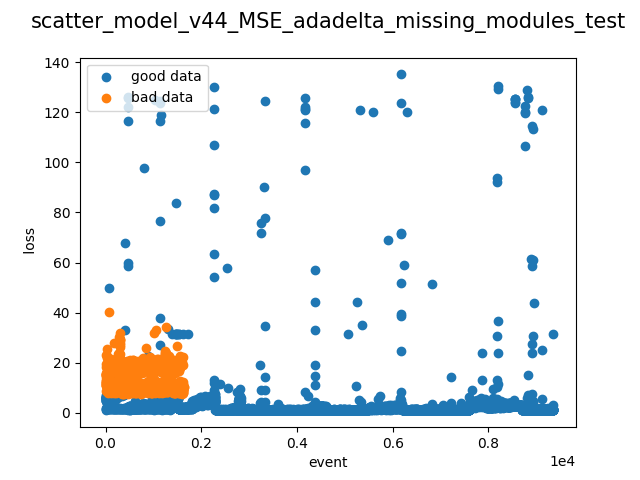 scatter_model_v44_MSE_adadelta_missing_modules_test
good data
bad data
140
120
100
80
60
40
20
0
loss
0.0 0.2 0.4 0.6 0.8
1e4
event